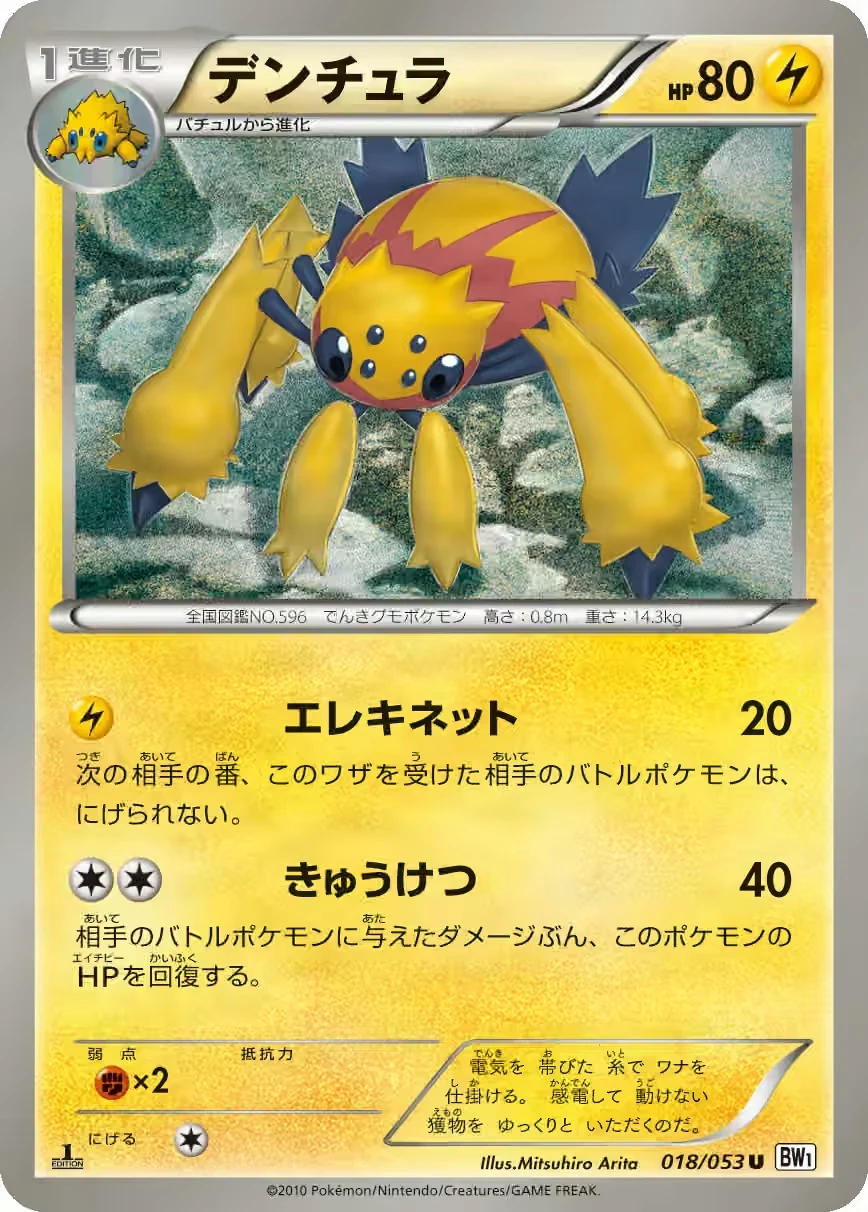 1進化
デンチュラ
HP80
バチュルから進化
全国図鑑NO.596 でんきグモポケモン 高さ:0.8m 重さ:14.3kg
エレキネット 20
次の相手の番、このワザを受けた相手のバトルポケモンは、
にげられない。
きゅうけつ 40
相手のバトルポケモンに与えたダメージぶん、このポケモンの
HPを回復する。
弱点 抵抗力
×2
にげる
電気を 帯びた 糸で ワナを
仕掛ける。 感電して 動けない
獲物を ゆっくりと いただくのだ。
1 EDITION
Illus.Mitsuhiro Arita 018/053 U BW1
©2010 Pokémon/Nintendo/Creatures/GAME FREAK.